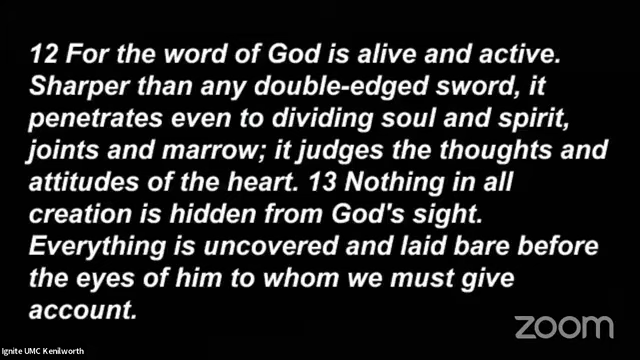 12 For the word of God is alive and active.
Sharper than any double-edged sword, it
penetrates even to dividing soul and spirit,
joints and marrow; it judges the thoughts and
attitudes of the heart. 13 Nothing in all
creation is hidden from God's sight.
Everything is uncovered and laid bare before
the eyes of him to whom we must give
account.
zoom
Ignite UMC Kenilworth